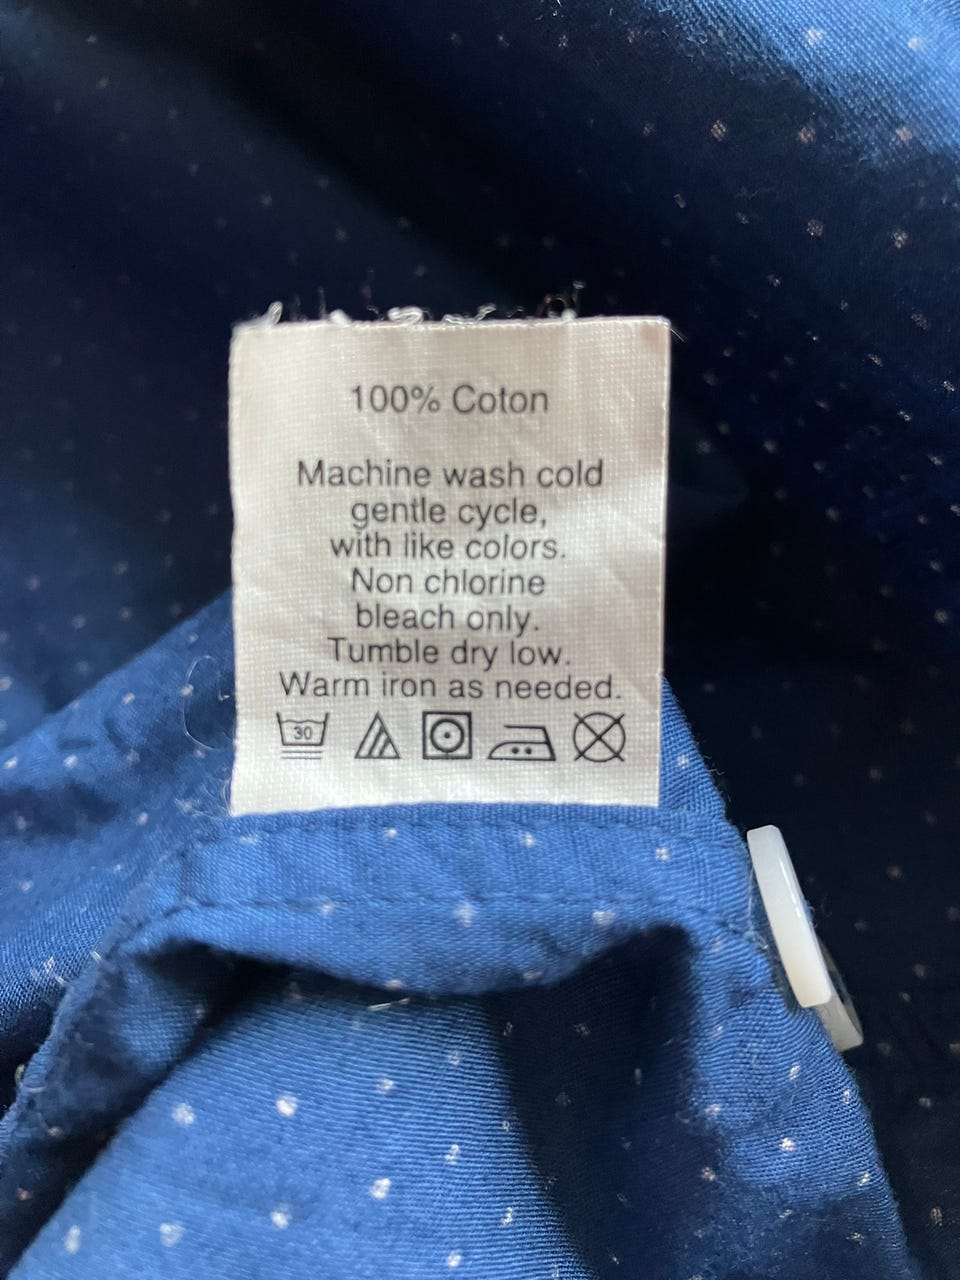 100% Coton
Machine wash cold
gentle cycle,
with like colors.
Non chlorine
bleach only.
Tumble dry low.
Warm iron as needed.
30